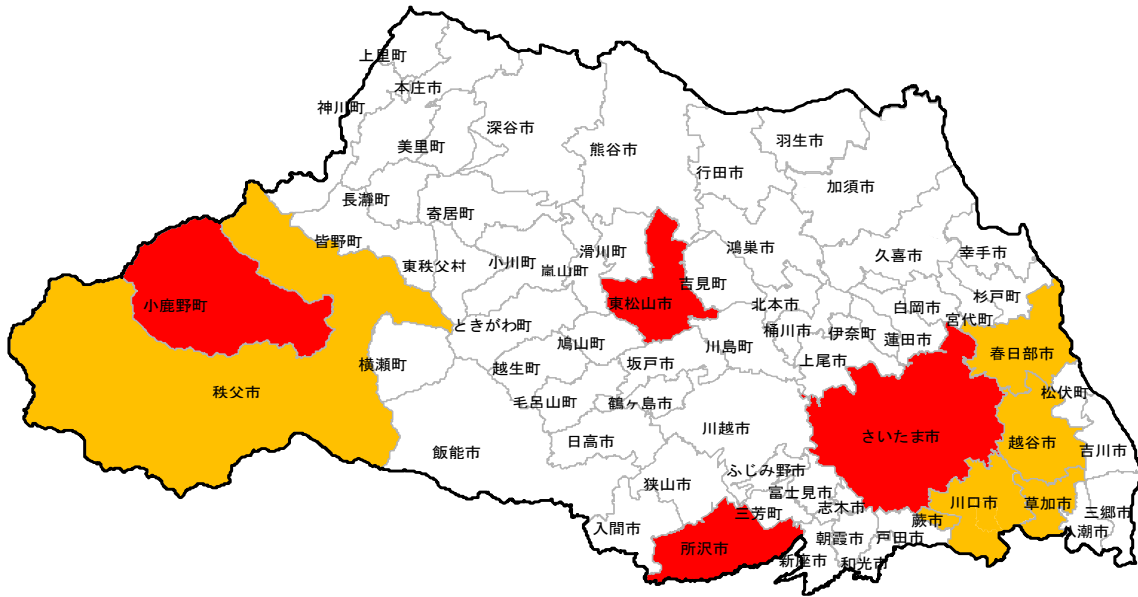 上里町
本庄市
神川町
深谷市
美里町
熊谷市
羽生市
行田市
加須市
長瀞町
寄居町
皆野町
東秩父村
小川町
嵐山町
滑川町
鴻巣市
久喜市
幸手市
吉見町
小鹿野町
東松山市
北本市
白岡市
杉戸町
宮代町
ときがわ町
桶川市
伊奈町
蓮田市
鳩山町
川島町
横瀬町
越生町
坂戸市
上尾市
春日部市
秩父市
毛呂山町
鶴ヶ島市
松伏町
日高市
川越市
さいたま市
越谷市
飯能市
吉川市
ふじみ野市
狭山市
富士見市
川口市
草加市
三芳町
志木市
三郷市
入間市
蕨市
所沢市
朝霞市
戸田市
八潮市
新座市
和光市